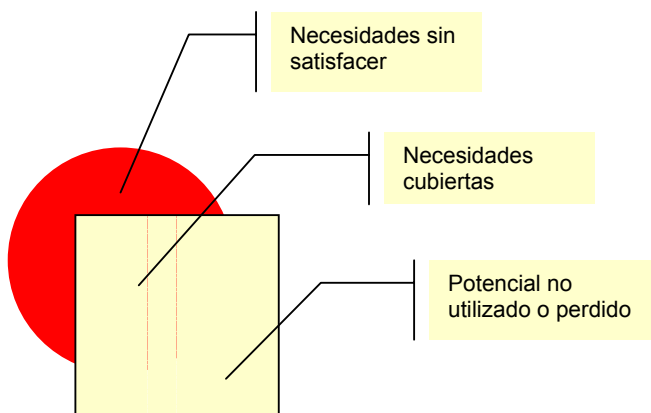 Necesidades sin
satisfacer
Necesidades
cubiertas
Potencial no
utilizado o perdido